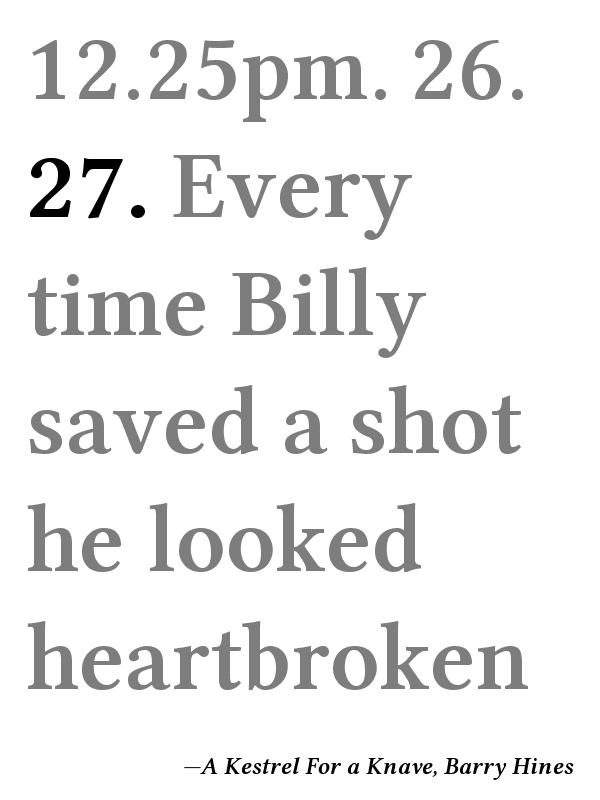 12.25pm. 26.
27. Every
time Billy
saved a shot
he looked
heartbroken
—A Kestrel For a Knave, Barry Hines